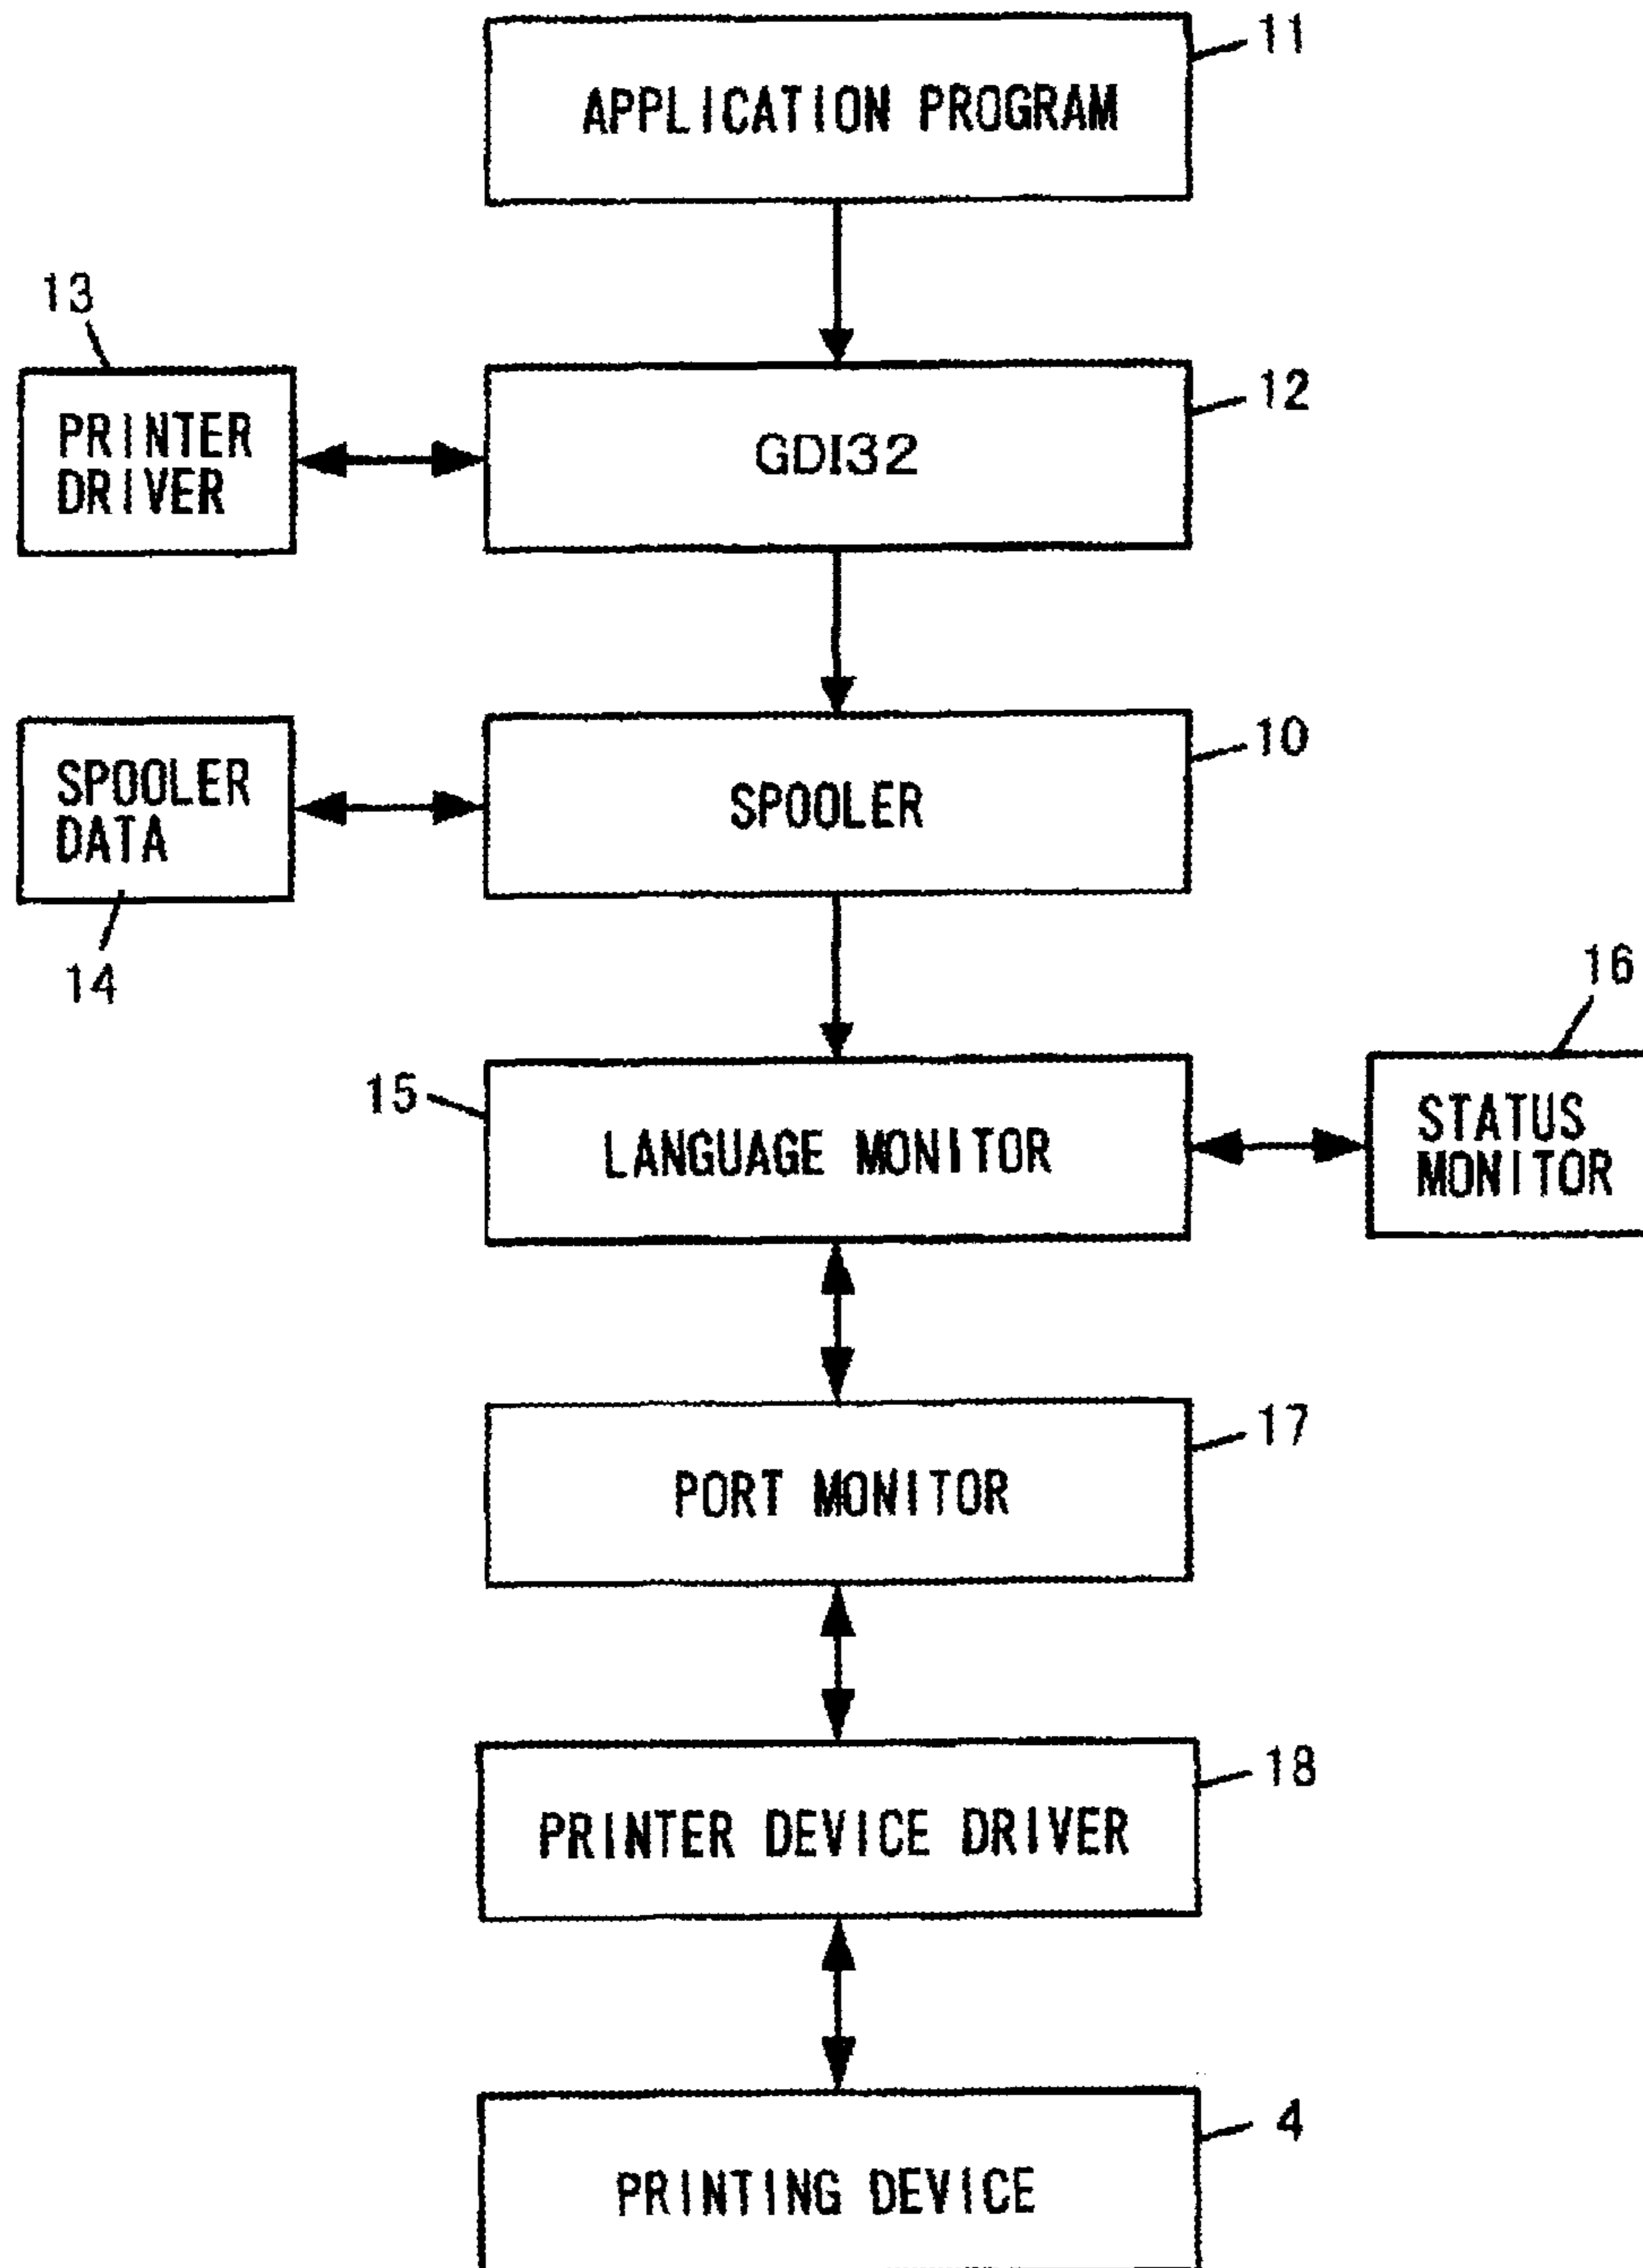 11
APPLICATION PROGRAM
13
PRINTER
DRIVER
12
GDI32
10
SPOOLER
DATA
14
SPOOLER
16
15
LANGUAGE MONITOR
STATUS
MONITOR
17
PORT MONITOR
18
PRINTER DEVICE DRIVER
4
PRINTING DEVICE